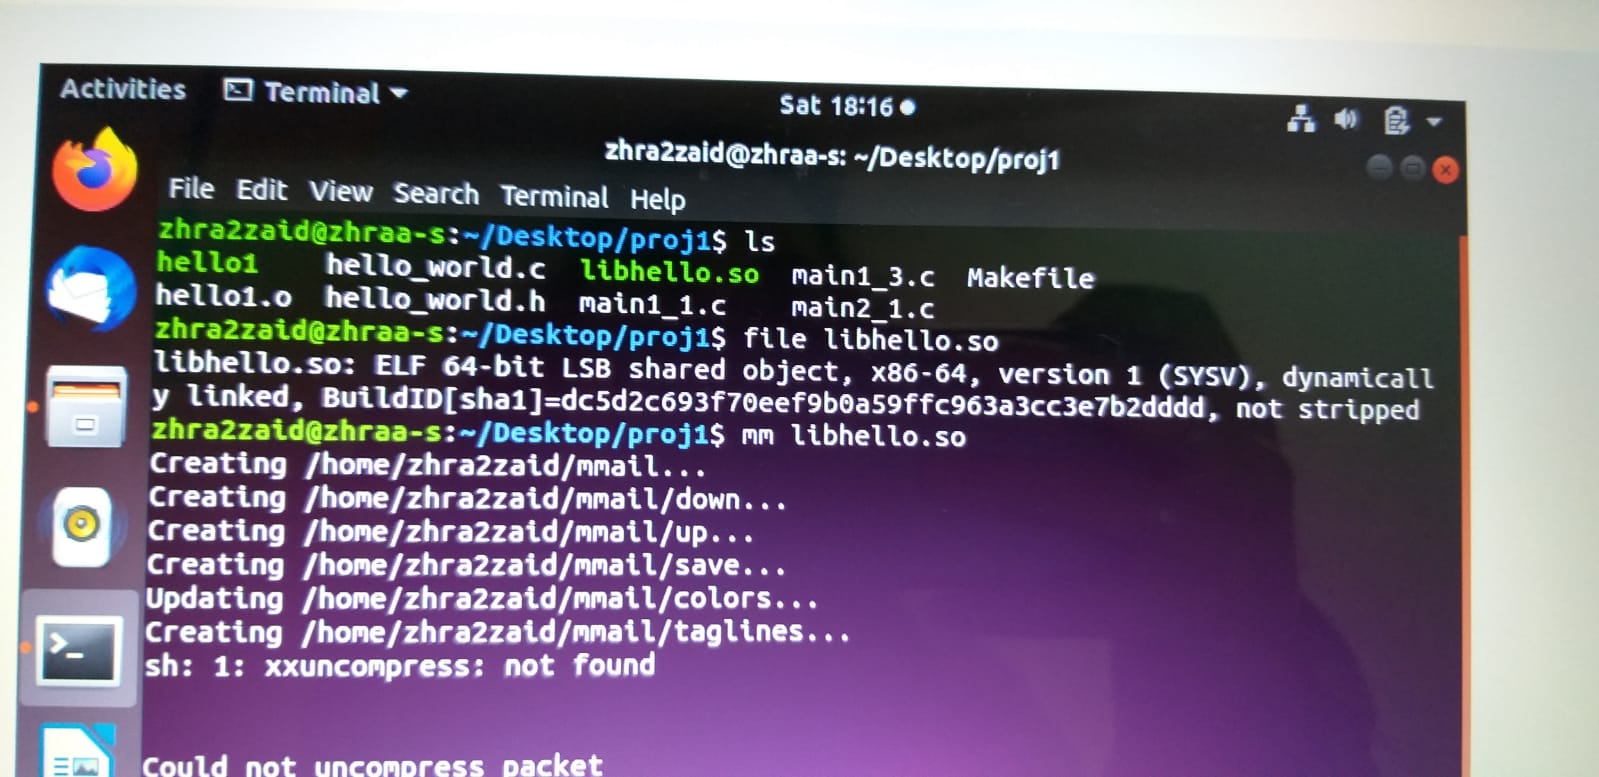 Activities Terminal Sat 18:16
zhra2zaid@zhraa-s: ~/Desktop/proj1
File Edit View Search Terminal Help
zhra2zaid@zhraa-s:~/Desktop/proj1$ ls
hello1 hello_world.c libhello.so main1_3.c Makefile
hello1.o hello_world.h main1_1.c main2_1.c
zhra2zaid@zhraa-s:~/Desktop/proj1$ file libhello.so
libhello.so: ELF 64-bit LSB shared object, x86-64, version 1 (SYSV), dynamicall
y linked, BuildID[sha1]=dc5d2c693f70eef9b0a59ffc963a3cc3e7b2dddd, not stripped
zhra2zaid@zhraa-s:~/Desktop/proj1$ mm libhello.so
Creating /home/zhra2zaid/mmail...
Creating /home/zhra2zaid/mmail/down...
Creating /home/zhra2zaid/mmail/up...
Creating /home/zhra2zaid/mmail/save...
Updating /home/zhra2zaid/mmail/colors...
Creating /home/zhra2zaid/mmail/taglines...
sh: 1: xxuncompress: not found
Could not uncompress packet